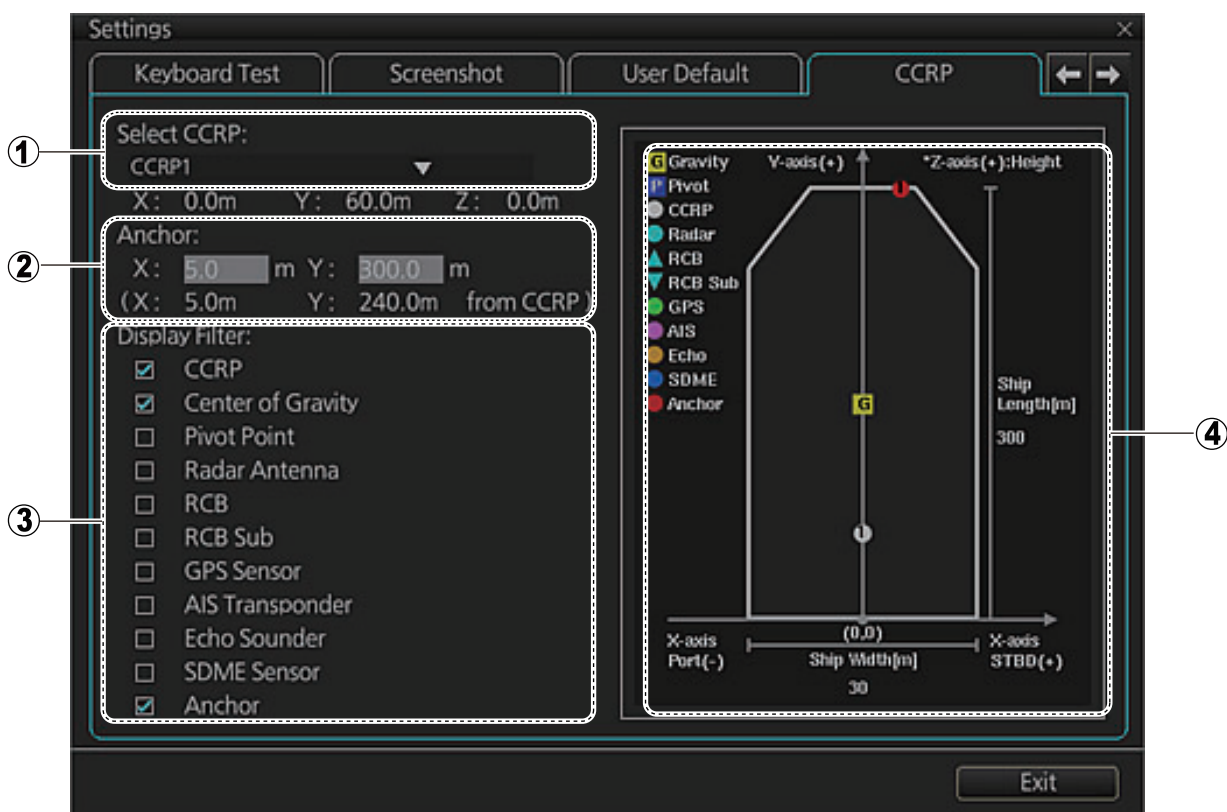 Settings
Keyboard Test
Screenshot
User Default
CCRP
1
Select CCRP:
CCRP1
X: 0.0m Y: 60.0m Z: 0.0m
2
Anchor:
X: 5.0 m Y: 300.0 m
(X: 5.0m Y: 240.0m from CCRP)
3
Display Filter:
CCRP
Center of Gravity
Pivot Point
Radar Antenna
RCB
RCB Sub
GPS Sensor
AIS Transponder
Echo Sounder
SDME Sensor
Anchor
G Gravity
P Pivot
CCRP
Radar
RCB
RCB Sub
GPS
AIS
Echo
SDME
Anchor
Y-axis(+)
*Z-axis(+):Height
1
G
1
Ship
Length[m]
300
4
(0,0)
X-axis
Port(-)
Ship Width[m]
30
X-axis
STBD(+)
Exit